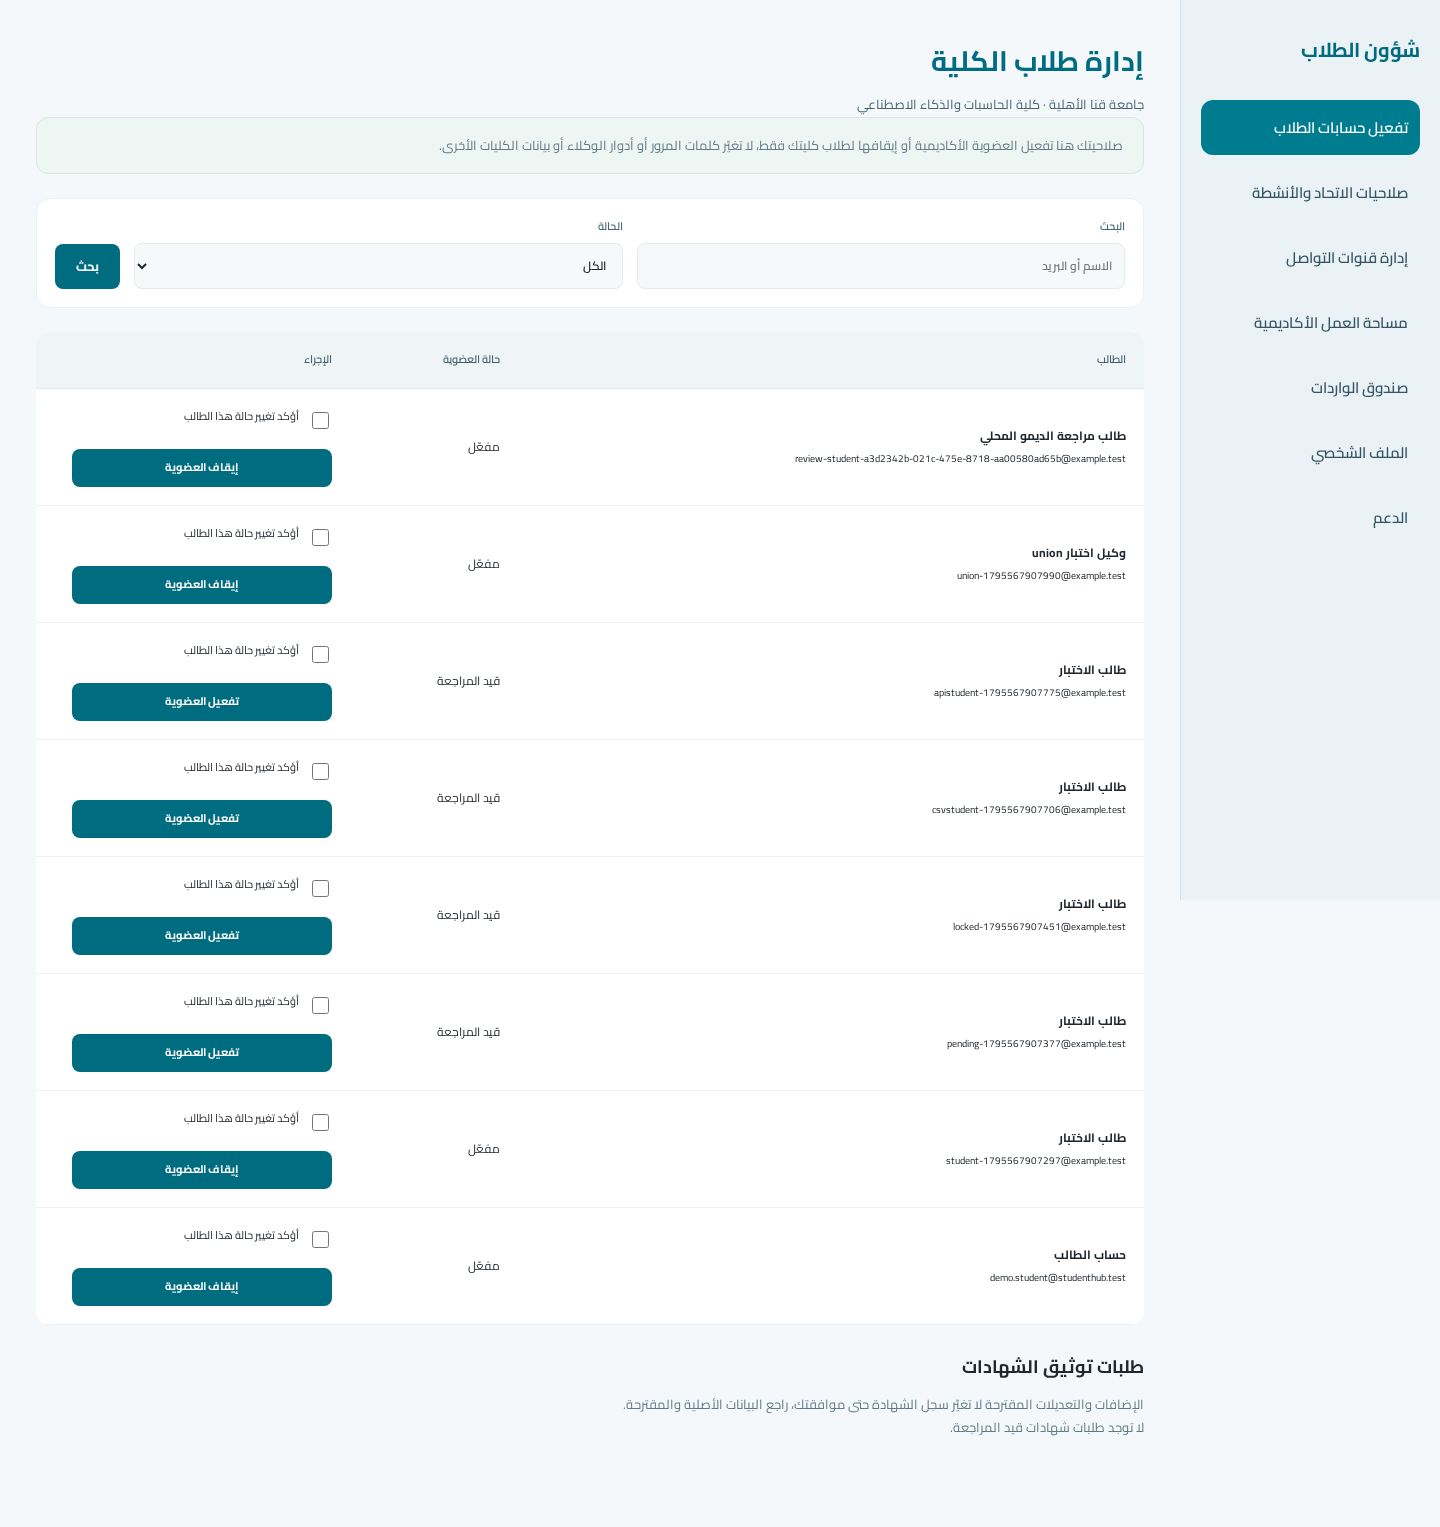 شؤون الطلاب
تفعيل حسابات الطلاب
صلاحيات الاتحاد والأنشطة
إدارة قنوات التواصل
مساحة العمل الأكاديمية
صندوق الواردات
الملف الشخصي
الدعم
إدارة طلاب الكلية
جامعة قنا الأهلية · كلية الحاسبات والذكاء الاصطناعي
صلاحيتك هنا تفعيل العضوية الأكاديمية أو إيقافها لطلاب كليتك فقط، لا تغيّر كلمات المرور أو أدوار الوكلاء أو بيانات الكليات الأخرى.
البحث
الحالة
الاسم أو البريد
الكل
بحث
الطالب
حالة العضوية
الإجراء
طالب مراجعة الديمو المحلي
review-student-a3d2342b-021c-475e-8718-aa00580ad65b@example.test
مفعّل
أؤكد تغيير حالة هذا الطالب
إيقاف العضوية
وكيل اختبار union
union-1795567907990@example.test
مفعّل
أؤكد تغيير حالة هذا الطالب
إيقاف العضوية
طالب الاختبار
apistudent-1795567907775@example.test
قيد المراجعة
أؤكد تغيير حالة هذا الطالب
تفعيل العضوية
طالب الاختبار
csvstudent-1795567907706@example.test
قيد المراجعة
أؤكد تغيير حالة هذا الطالب
تفعيل العضوية
طالب الاختبار
locked-1795567907451@example.test
قيد المراجعة
أؤكد تغيير حالة هذا الطالب
تفعيل العضوية
طالب الاختبار
pending-1795567907377@example.test
قيد المراجعة
أؤكد تغيير حالة هذا الطالب
تفعيل العضوية
طالب الاختبار
student-1795567907297@example.test
مفعّل
أؤكد تغيير حالة هذا الطالب
إيقاف العضوية
حساب الطالب
demo.student@studenthub.test
مفعّل
أؤكد تغيير حالة هذا الطالب
إيقاف العضوية
طلبات توثيق الشهادات
الإضافات والتعديلات المقترحة لا تغيّر سجل الشهادة حتى موافقتك، راجع البيانات الأصلية والمقترحة.
لا توجد طلبات شهادات قيد المراجعة.